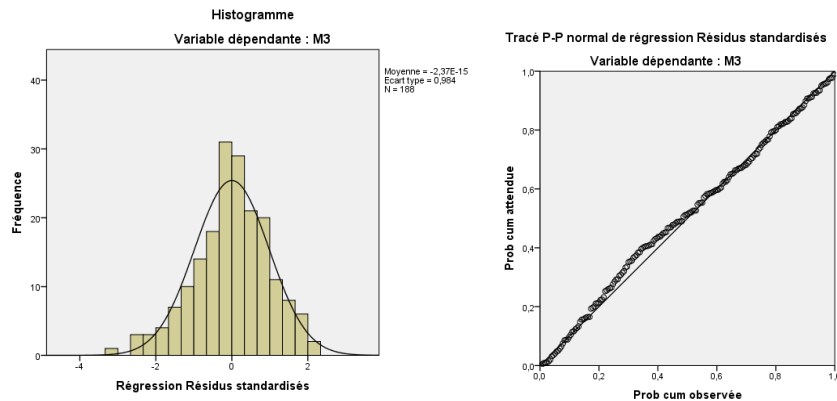 Histogramme
Variable dépendante : M3
Moyenne = -2,37E-15
Ecart type = 0,984
N = 188
40
30
20
10
0
-4
-2
0
2
Fréquence
Régression Résidus standardisés
Tracé P-P normal de régression Résidus standardisés
Variable dépendante : M3
1,0
0,8
0,6
0,4
0,2
0,0
0,0
0,2
0,4
0,6
0,8
1,0
Prob cum attendue
Prob cum observée